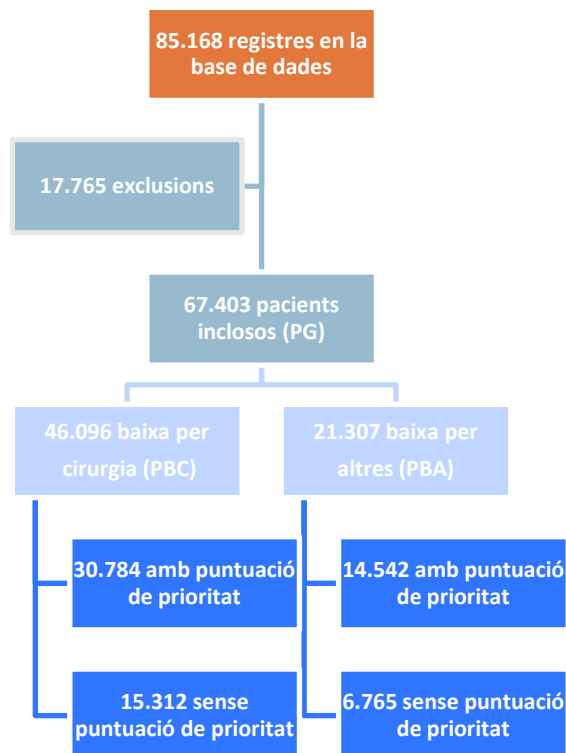 85.168 registres en la
base de dades
17.765 exclusions
67.403 pacients
inclosos (PG)
46.096 baixa per
cirurgia (PBC)
21.307 baixa per
altres (PBA)
30.784 amb puntuació
de prioritat
14.542 amb puntuació
de prioritat
15.312 sense
puntuació de prioritat
6.765 sense puntuació
de prioritat